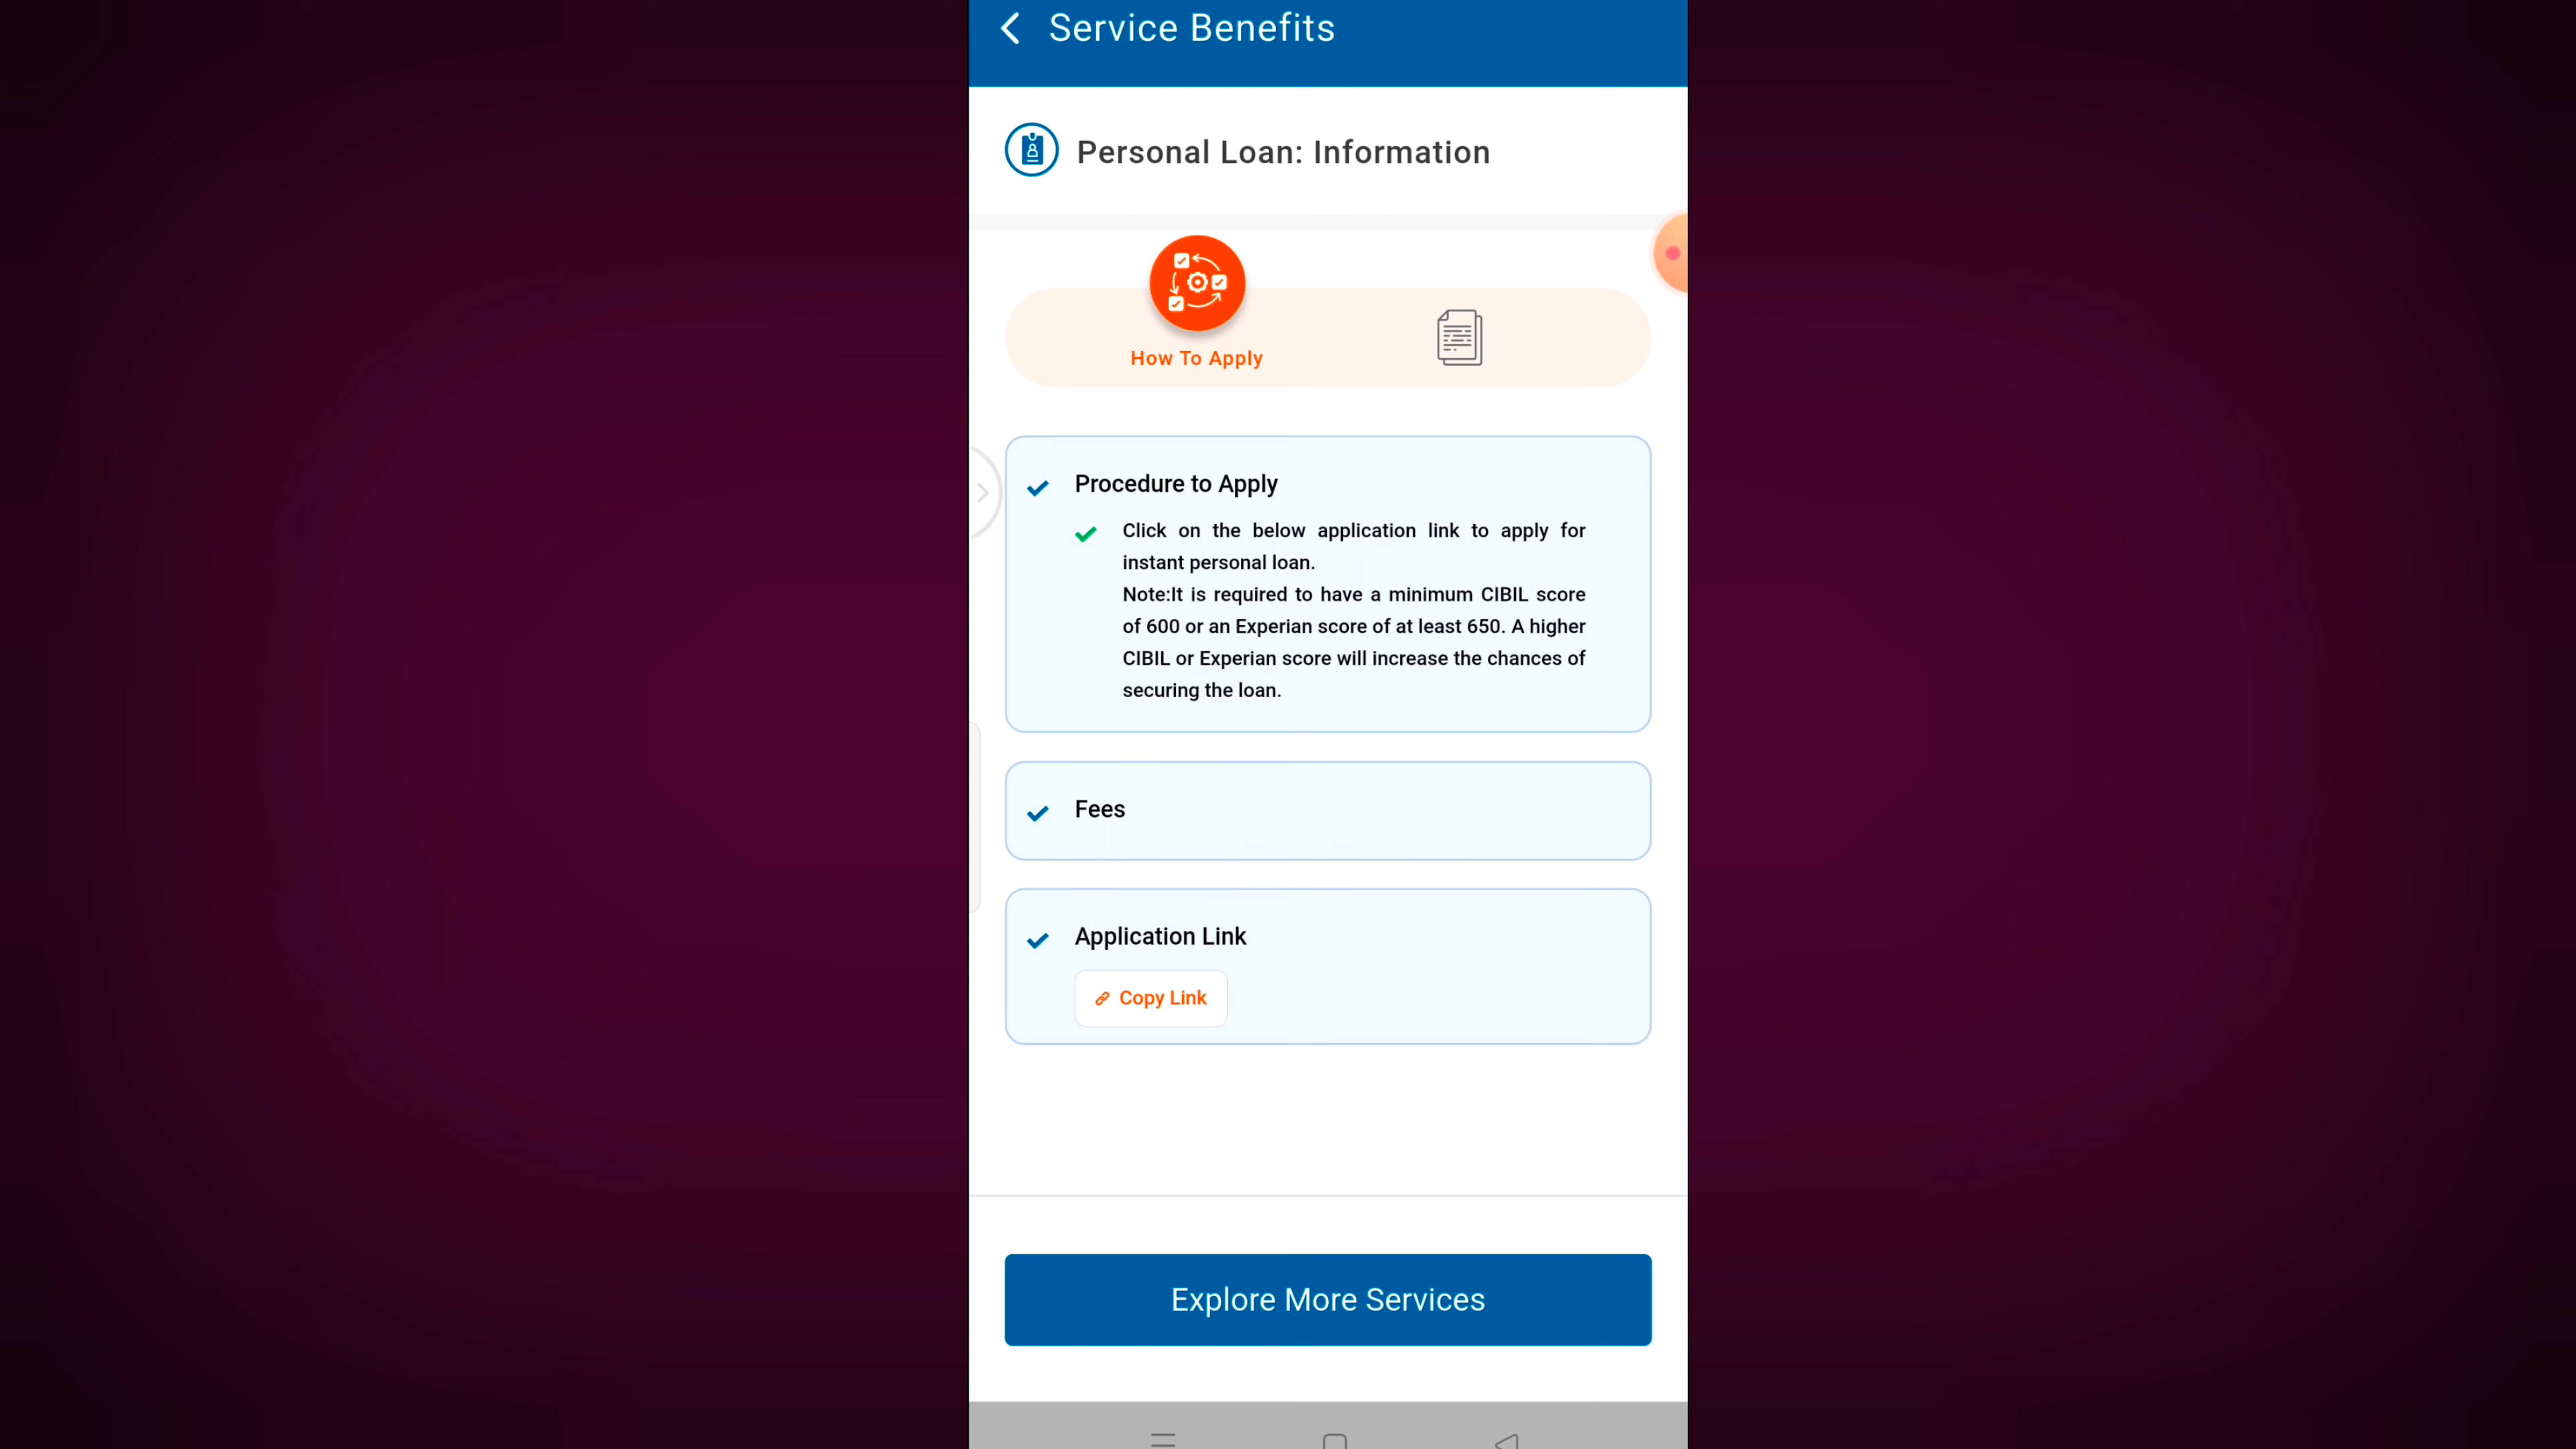 Service Benefits
Personal Loan: Information
How To Apply
Procedure to Apply
Click on the below application link to apply for
instant personal loan.
Note:It is required to have a minimum CIBIL score
of 600 or an Experian score of at least 650. A higher
CIBIL or Experian score will increase the chances of
securing the loan.
Fees
Application Link
Copy Link
Explore More Services